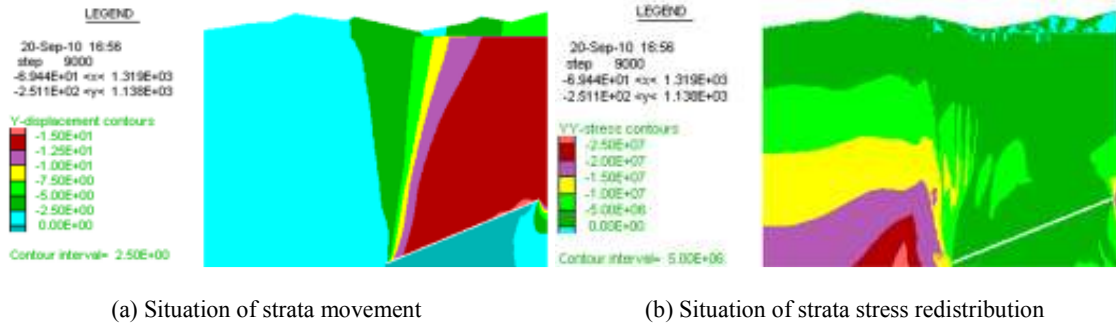 LEGEND
20-Sep-10 16:56
step 9000
-6.944E+01 <x< 1.319E+03
-2.511E+02 <y< 1.138E+03
Y-displacement contours
-1.50E+01
-1.25E+01
-1.00E+01
-7.50E+00
-5.00E+00
-2.50E+00
0.00E+00
Contour interval= 2.50E+00
LEGEND
20-Sep-10 16:56
step 9000
-6.944E+01 <x< 1.319E+03
-2.511E+02 <y< 1.138E+03
YY-stress contours
-2.50E+07
-2.00E+07
-1.50E+07
-1.00E+07
-5.00E+06
0.00E+00
Contour interval= 5.00E+06
(a) Situation of strata movement
(b) Situation of strata stress redistribution